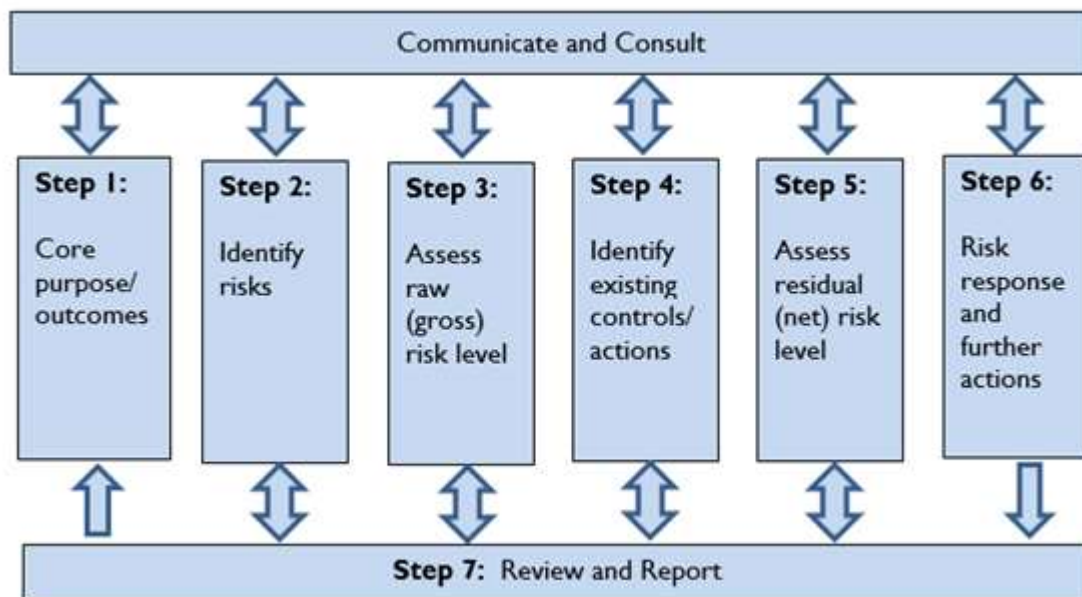 Communicate and Consult
Step 1:
Core
purpose/
outcomes
Step 2:
Identify
risks
Step 3:
Assess
raw
(gross)
risk level
Step 4:
Identify
existing
controls/
actions
Step 5:
Assess
residual
(net) risk
level
Step 6:
Risk
response
and
further
actions
Step 7: Review and Report